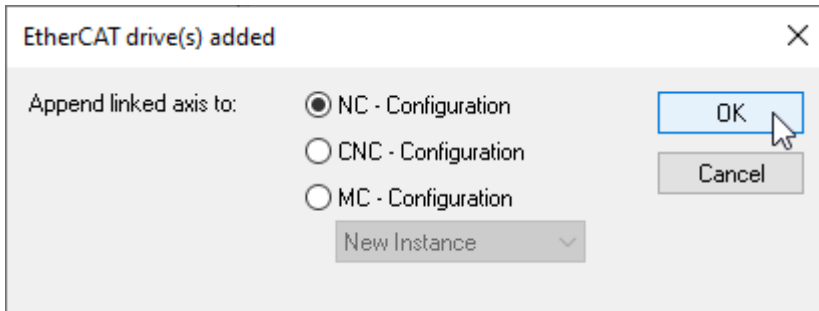 EtherCAT drive(s) added
Append linked axis to:
NC - Configuration
OK
CNC - Configuration
Cancel
MC - Configuration
New Instance